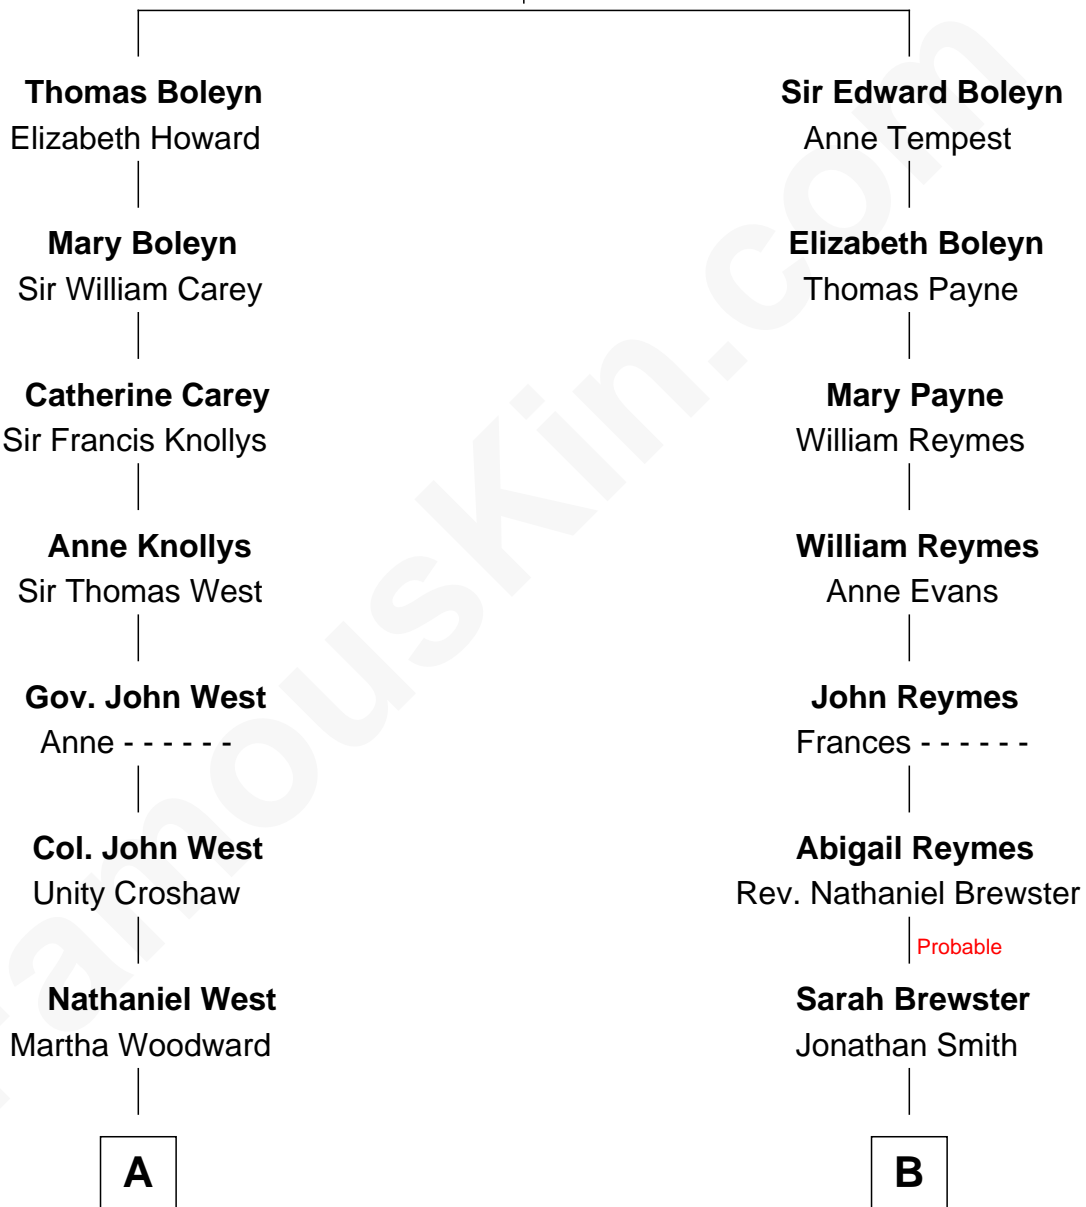 Thomas Boleyn
Elizabeth Howard
Mary Boleyn
Sir William Carey
Catherine Carey
Sir Francis Knollys
Anne Knollys
Sir Thomas West
Gov. John West
Anne - - - - - -
Col. John West
Unity Croshaw
Nathaniel West
Martha Woodward
A
Sir Edward Boleyn
Anne Tempest
Elizabeth Boleyn
Thomas Payne
Mary Payne
William Reymes
William Reymes
Anne Evans
John Reymes
Frances - - - - - -
Abigail Reymes
Rev. Nathaniel Brewster
Probable
Sarah Brewster
Jonathan Smith
B
FamousKin.com